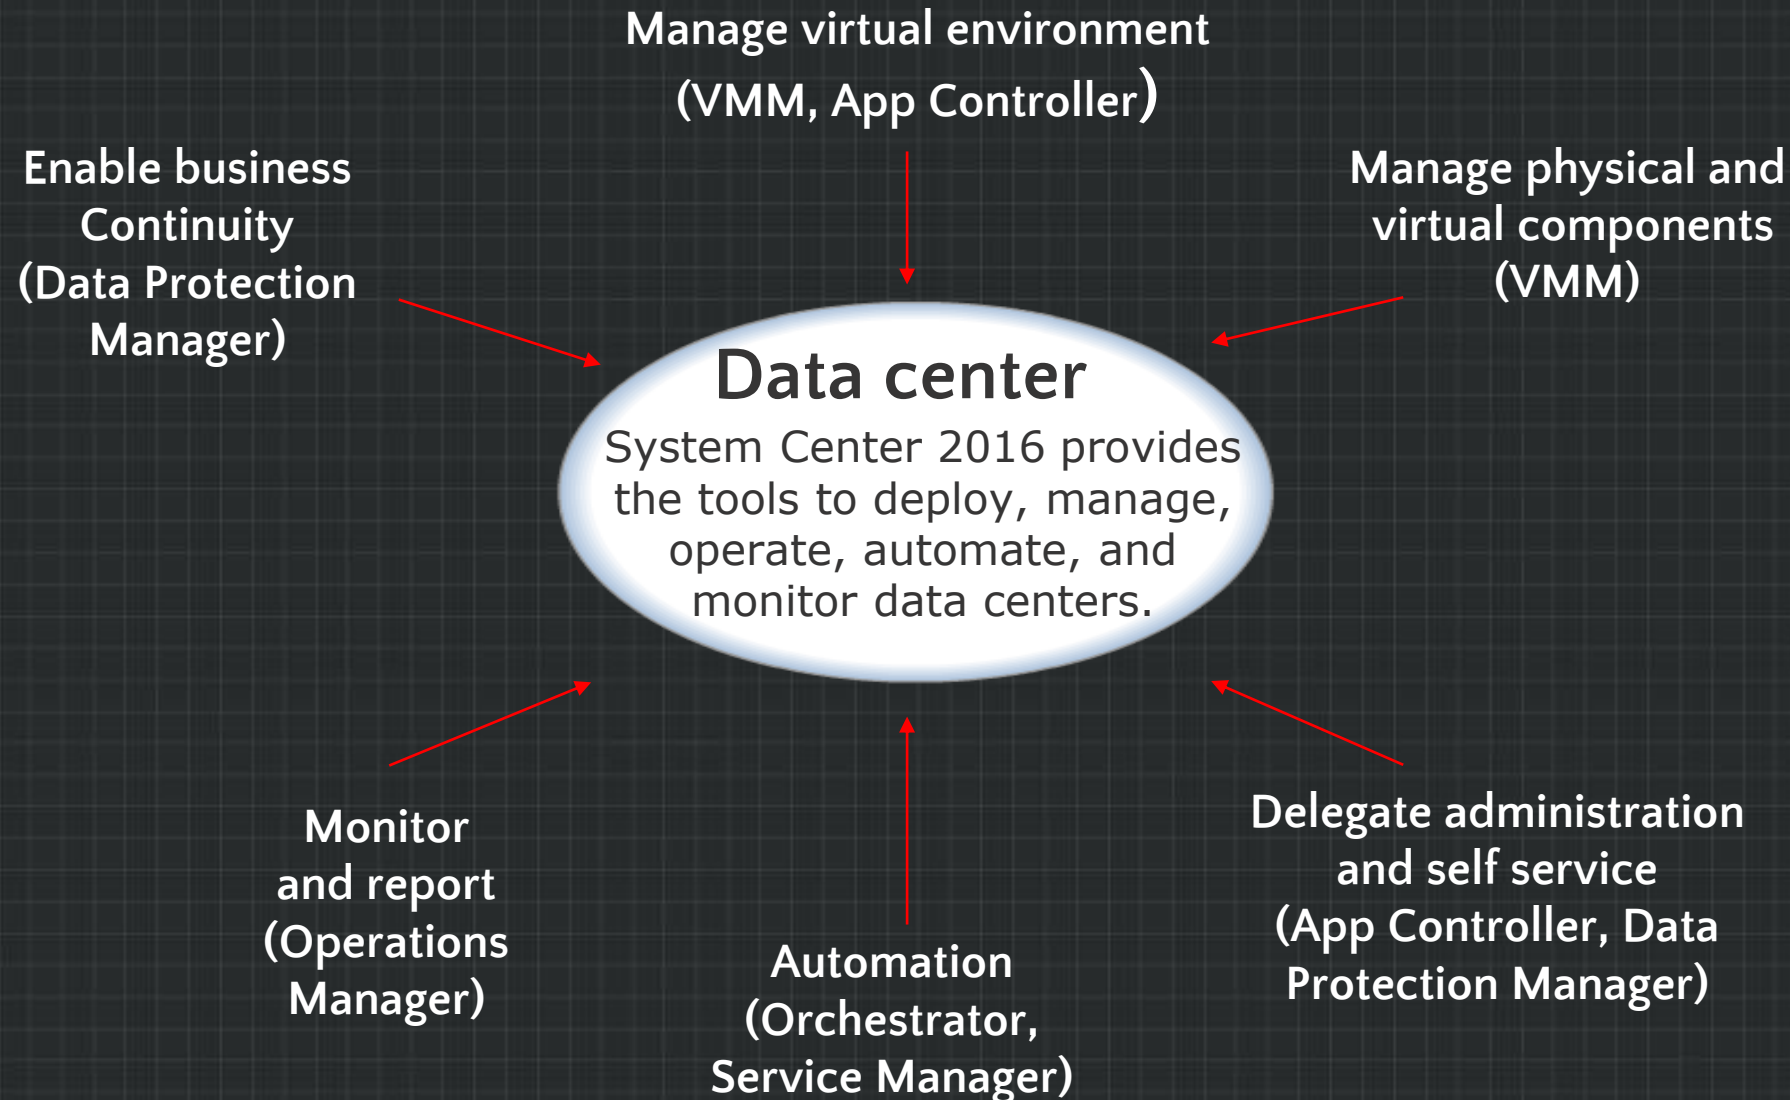 Manage virtual environment
(VMM, App Controller)
Enable business
Continuity
(Data Protection
Manager)
Manage physical and
virtual components
(VMM)
Data center
System Center 2016 provides
the tools to deploy, manage,
operate, automate, and
monitor data centers.
Monitor
and report
(Operations
Manager)
Automation
(Orchestrator,
Service Manager)
Delegate administration
and self service
(App Controller, Data
Protection Manager)